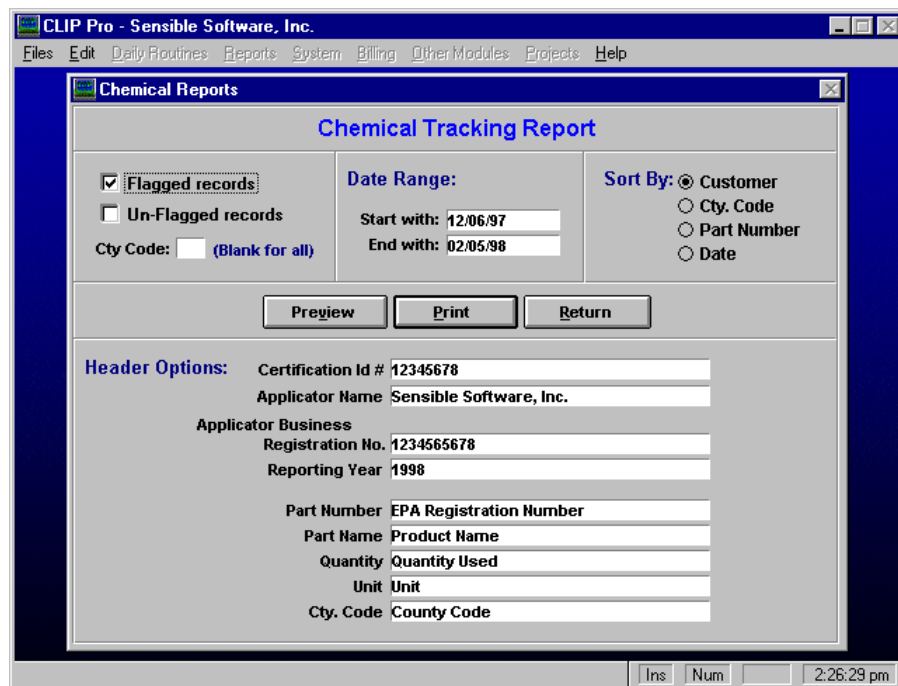 CLIP Pro - Sensible Software, Inc.
Files Edit Daily Routines Reports System Billing Other Modules Projects Help
Chemical Reports
Chemical Tracking Report
Flagged records
Un-Flagged records
Cty Code: (Blank for all)
Date Range:
Start with: 12/06/97
End with: 02/05/98
Sort By: Customer
Cty. Code
Part Number
Date
Preview Print Return
Header Options: Certification Id # 12345678
Applicator Name Sensible Software, Inc.
Applicator Business
Registration No. 1234565678
Reporting Year 1998
Part Number EPA Registration Number
Part Name Product Name
Quantity Quantity Used
Unit Unit
Cty. Code County Code
Ins Num 2:26:29 pm